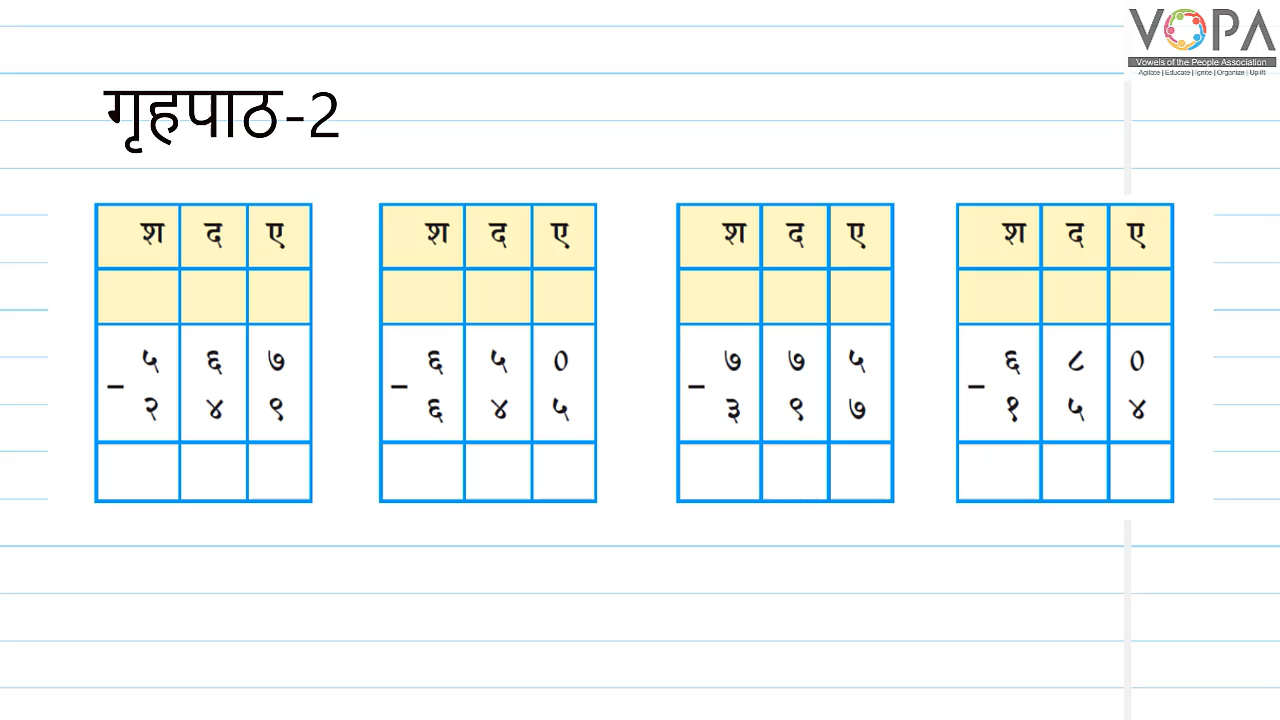 VOPA
Vowels of the People Association
Agitate | Educate | Ignite | Organize | Uplift
गृहपाठ-2
श द ए
५ ६ ७
– २ ४ ९
श द ए
६ ५ ०
– ६ ४ ५
श द ए
७ ७ ५
– ३ ९ ७
श द ए
६ ८ ०
– १ ५ ४